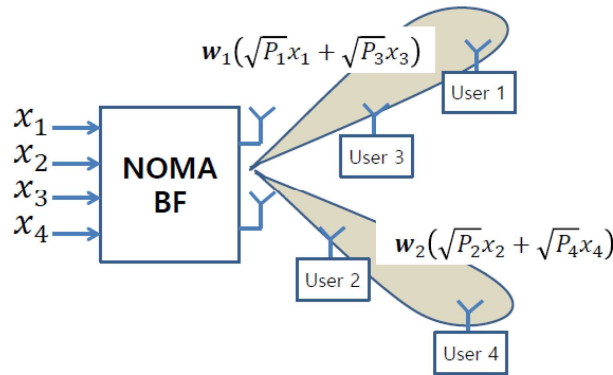 w₁(√P₁x₁ + √P₃x₃)
User 1
User 3
x₁
x₂
x₃
x₄
NOMA
BF
w₂(√P₂x₂ + √P₄x₄)
User 2
User 4